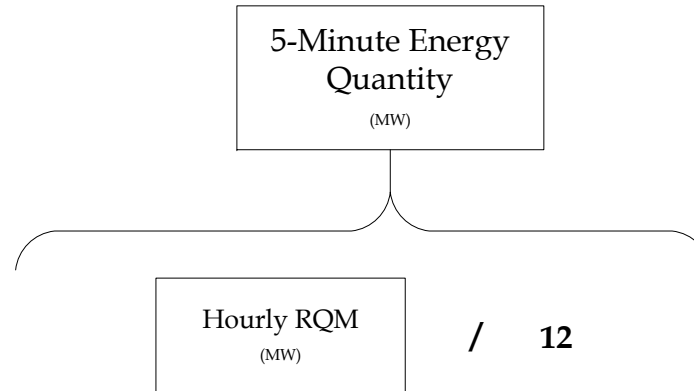 5-Minute Energy
Quantity
(MW)
Hourly RQM
(MW)
/ 12